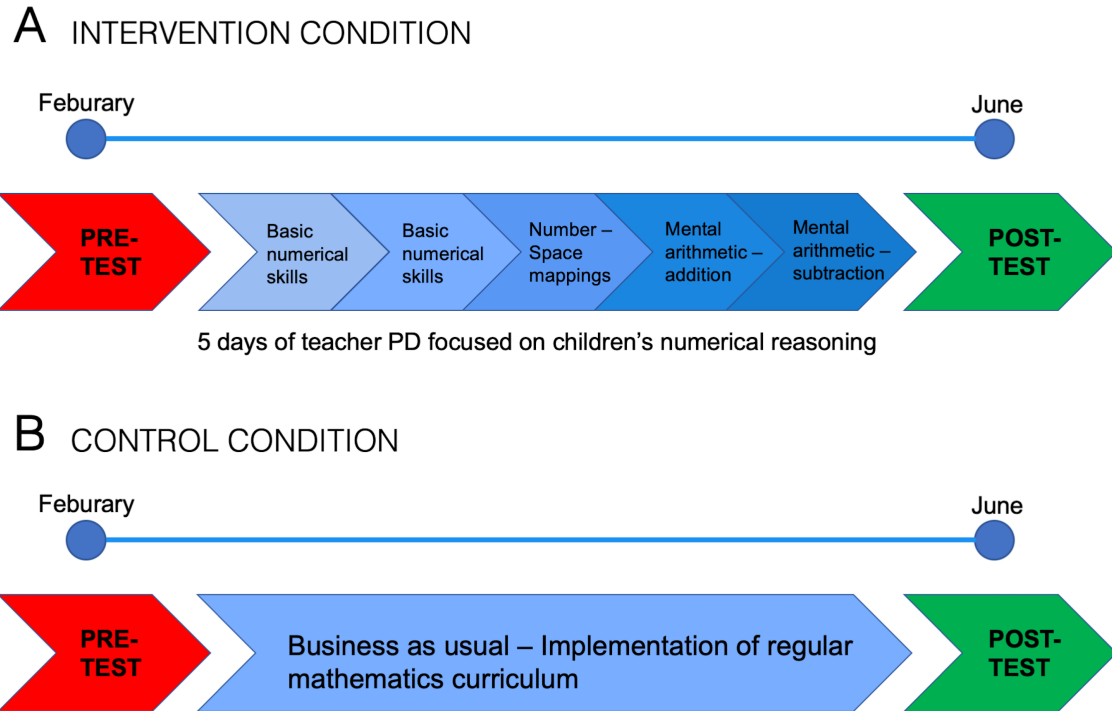 A INTERVENTION CONDITION
Feburary
June
PRE-
TEST
Basic
numerical
skills
Basic
numerical
skills
Number –
Space
mappings
Mental
arithmetic –
addition
Mental
arithmetic –
subtraction
POST-
TEST
5 days of teacher PD focused on children's numerical reasoning
B CONTROL CONDITION
Feburary
June
PRE-
TEST
Business as usual – Implementation of regular
mathematics curriculum
POST-
TEST